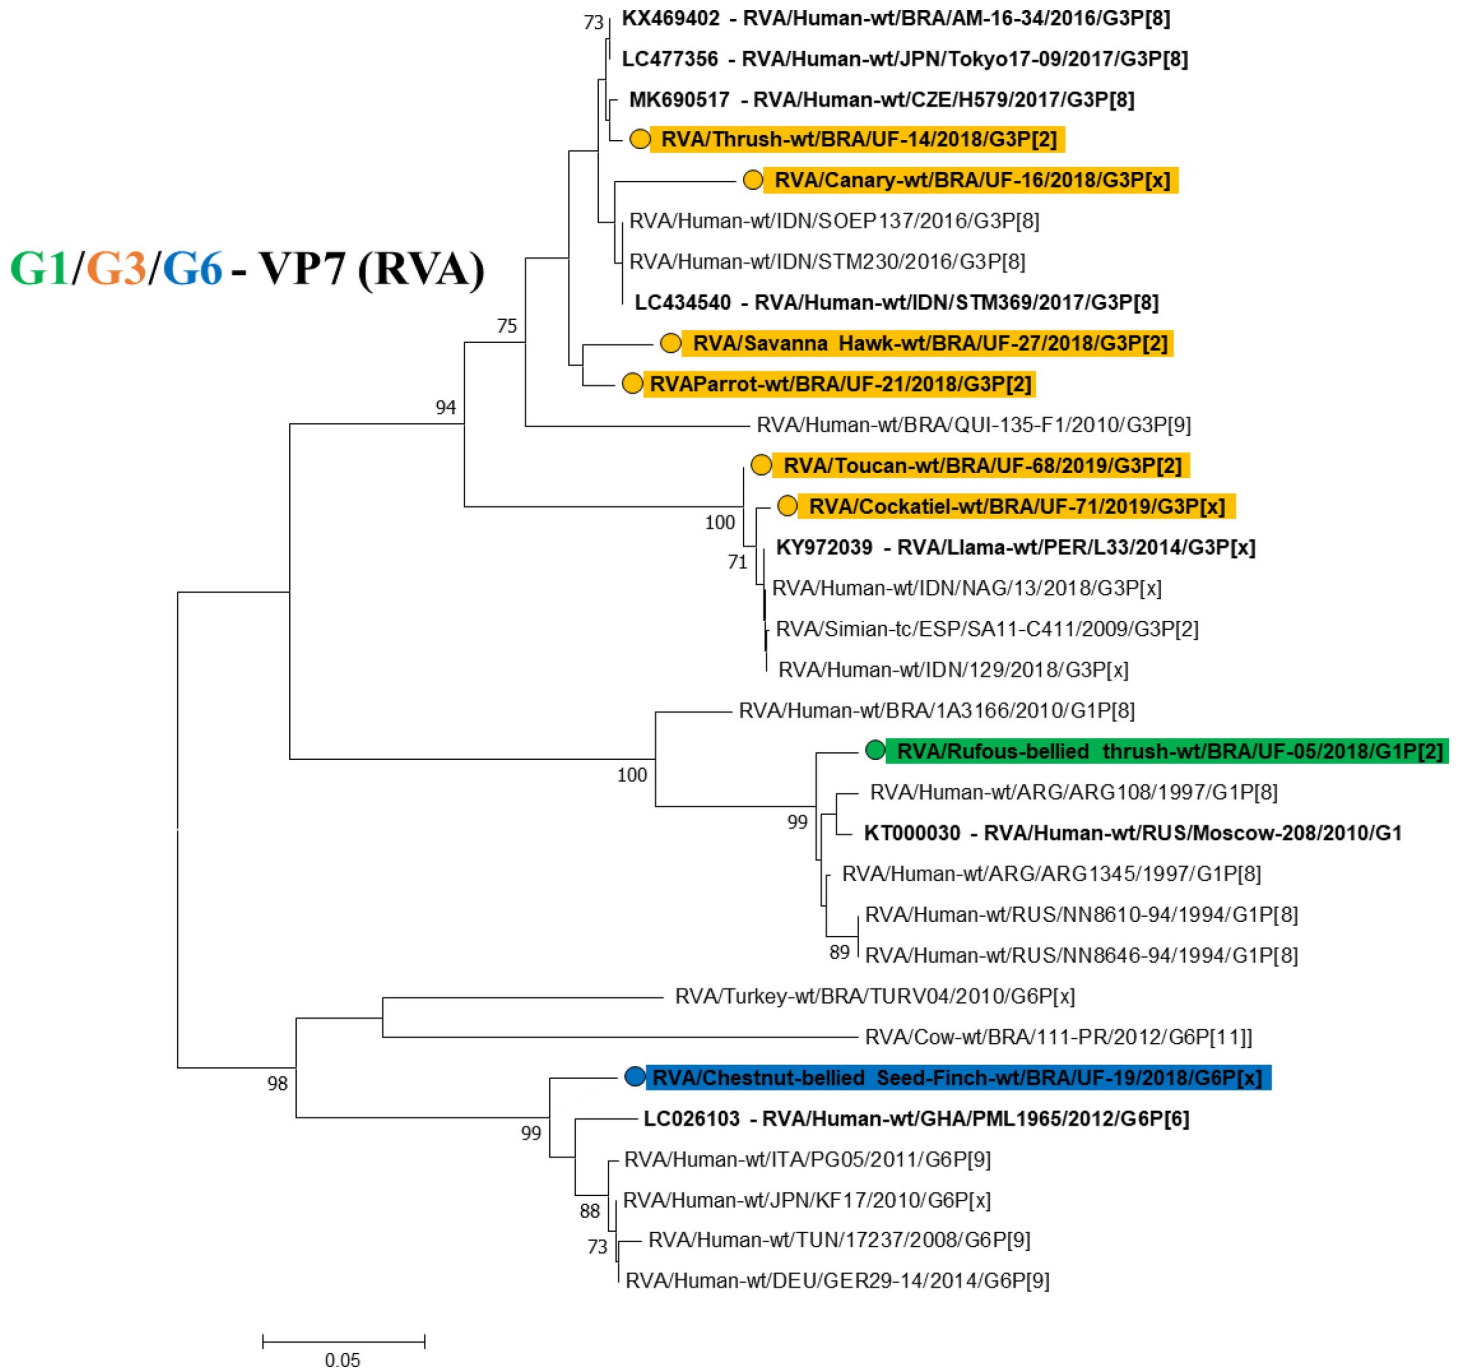 73
KX469402 - RVA/Human-wt/BRA/AM-16-34/2016/G3P[8]
LC477356 - RVA/Human-wt/JPN/Tokyo17-09/2017/G3P[8]
MK690517 - RVA/Human-wt/CZE/H579/2017/G3P[8]
RVA/Thrush-wt/BRA/UF-14/2018/G3P[2]
RVA/Canary-wt/BRA/UF-16/2018/G3P[x]
RVA/Human-wt/IDN/SOEP137/2016/G3P[8]
G1/G3/G6 - VP7 (RVA)
RVA/Human-wt/IDN/STM230/2016/G3P[8]
LC434540 - RVA/Human-wt/IDN/STM369/2017/G3P[8]
75
RVA/Savanna Hawk-wt/BRA/UF-27/2018/G3P[2]
RVAParrot-wt/BRA/UF-21/2018/G3P[2]
94
RVA/Human-wt/BRA/QUI-135-F1/2010/G3P[9]
RVA/Toucan-wt/BRA/UF-68/2019/G3P[2]
RVA/Cockatiel-wt/BRA/UF-71/2019/G3P[x]
100
KY972039 - RVA/Llama-wt/PER/L33/2014/G3P[x]
71
RVA/Human-wt/IDN/NAG/13/2018/G3P[x]
RVA/Simian-tc/ESP/SA11-C411/2009/G3P[2]
RVA/Human-wt/IDN/129/2018/G3P[x]
RVA/Human-wt/BRA/1A3166/2010/G1P[8]
RVA/Rufous-bellied thrush-wt/BRA/UF-05/2018/G1P[2]
100
RVA/Human-wt/ARG/ARG108/1997/G1P[8]
99
KT000030 - RVA/Human-wt/RUS/Moscow-208/2010/G1
RVA/Human-wt/ARG/ARG1345/1997/G1P[8]
RVA/Human-wt/RUS/NN8610-94/1994/G1P[8]
89
RVA/Human-wt/RUS/NN8646-94/1994/G1P[8]
RVA/Turkey-wt/BRA/TURV04/2010/G6P[x]
RVA/Cow-wt/BRA/111-PR/2012/G6P[11]]
98
RVA/Chestnut-bellied Seed-Finch-wt/BRA/UF-19/2018/G6P[x]
LC026103 - RVA/Human-wt/GHA/PML1965/2012/G6P[6]
99
RVA/Human-wt/ITA/PG05/2011/G6P[9]
RVA/Human-wt/JPN/KF17/2010/G6P[x]
88
RVA/Human-wt/TUN/17237/2008/G6P[9]
73
RVA/Human-wt/DEU/GER29-14/2014/G6P[9]
0.05